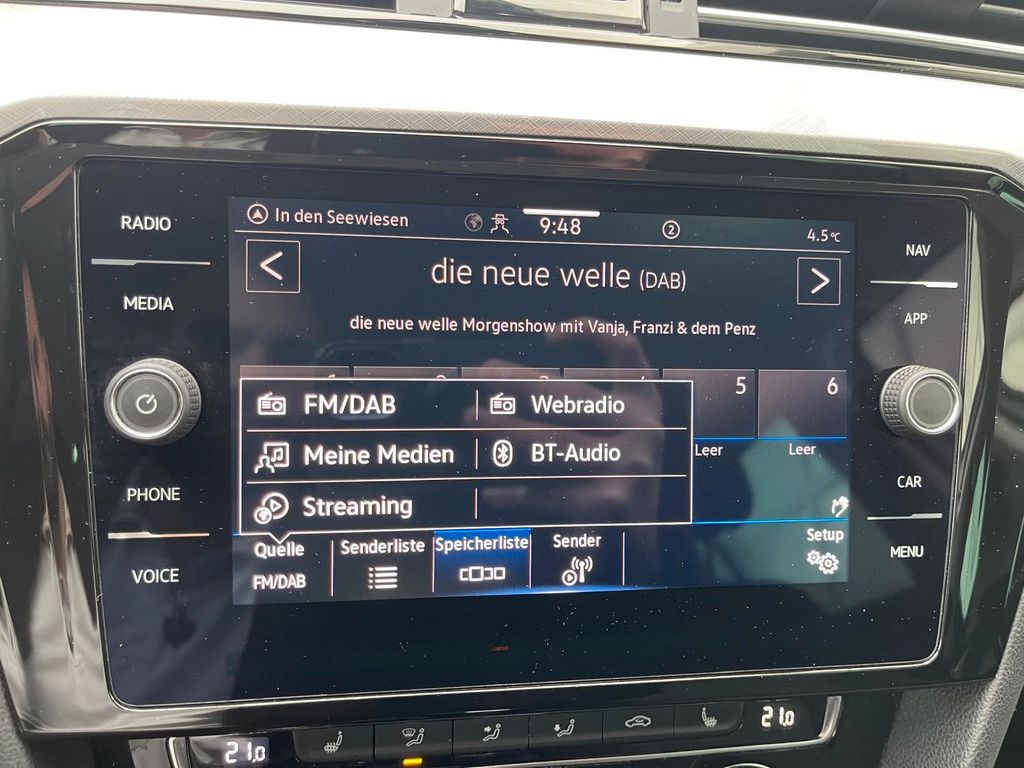 RADIO
MEDIA
PHONE
VOICE
In den Seewiesen
9:48
2
4.5°C
die neue welle (DAB)
die neue welle Morgenshow mit Vanja, Franzi & dem Penz
5
6
FM/DAB
Webradio
Meine Medien
BT-Audio
Streaming
Leer
Leer
Quelle
FM/DAB
Senderliste
Speicherliste
Sender
Setup
NAV
APP
CAR
MENU
21.0
21.0